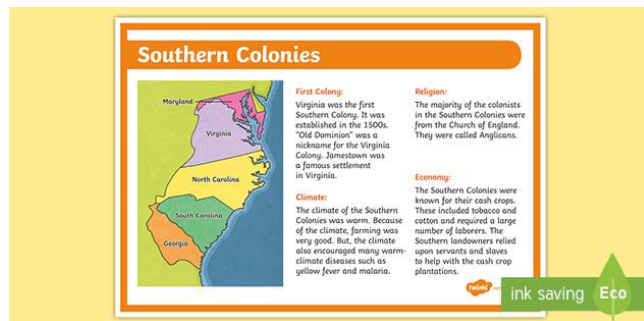 Southern Colonies
Maryland
Virginia
North Carolina
South Carolina
Georgia
First Colony:
Virginia was the first
Southern Colony. It was
established in the 1500s.
"Old Dominion" was a
nickname for the Virginia
Colony. Jamestown was
a famous settlement
in Virginia.
Climate:
The climate of the Southern
Colonies was warm. Because
of the climate, farming was
very good. But, the climate
also encouraged many warm-
climate diseases such as
yellow fever and malaria.
Religion:
The majority of the colonists
in the Southern Colonies were
from the Church of England.
They were called Anglicans.
Economy:
The Southern Colonies were
known for their cash crops.
These included tobacco and
cotton and required a large
number of laborers. The
Southern landowners relied
upon servants and slaves
to help with the cash crop
plantations.
twinkl
ink saving Eco